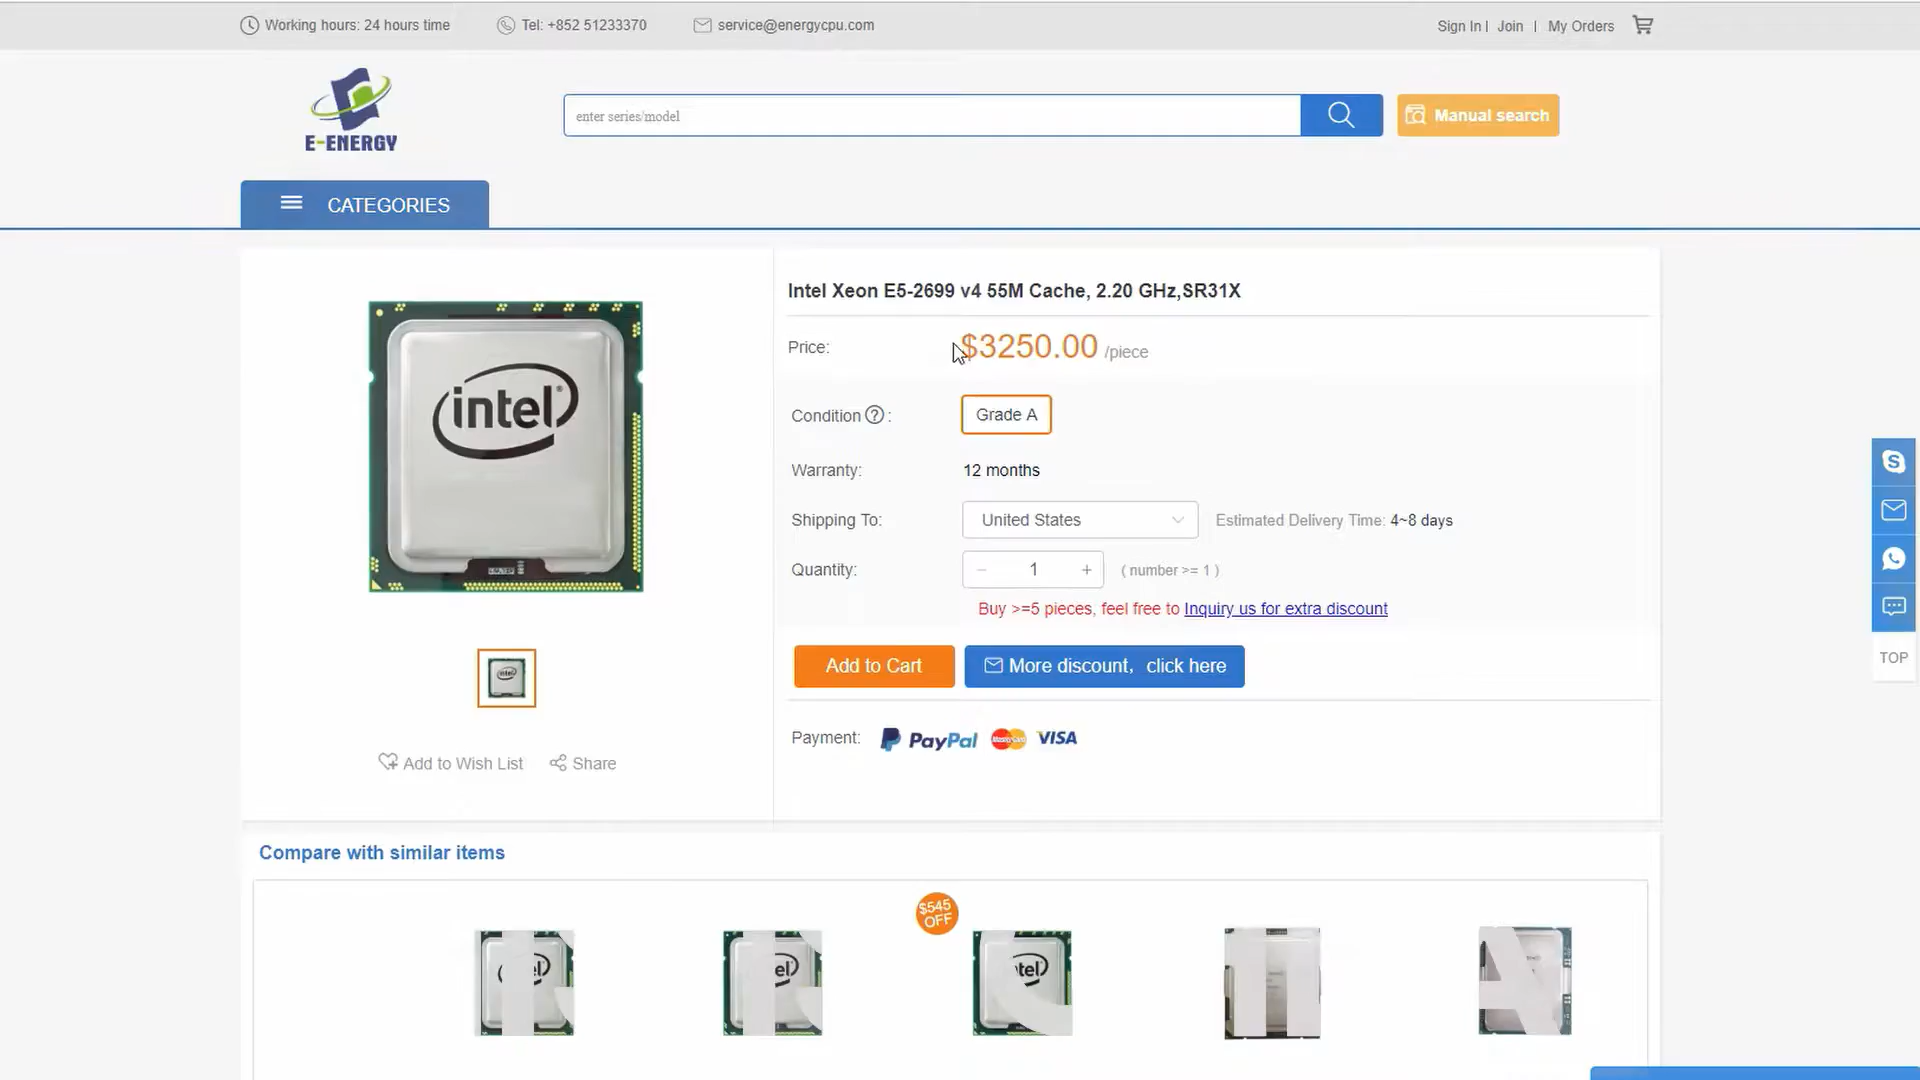 Working hours: 24 hours time
Tel: +852 51233370
service@energycpu.com
Sign In | Join | My Orders
E-ENERGY
enter series/model
Manual search
CATEGORIES
Intel Xeon E5-2699 v4 55M Cache, 2.20 GHz,SR31X
Price: $3250.00 /piece
intel
Condition ? : Grade A
Warranty: 12 months
Shipping To: United States Estimated Delivery Time: 4~8 days
Quantity: − 1 + ( number >= 1 )
Buy >=5 pieces, feel free to Inquiry us for extra discount
Add to Cart
More discount, click here
TOP
intel
Payment: PayPal MasterCard VISA
Add to Wish List
Share
Compare with similar items
$545 OFF